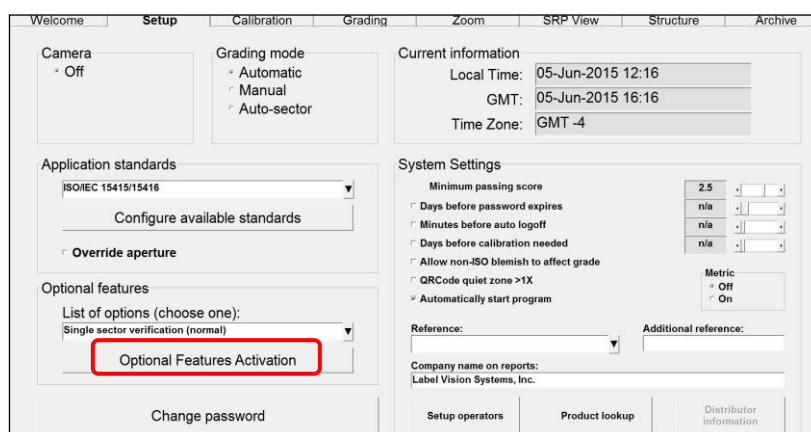 Welcome Setup Calibration Grading Zoom SRP View Structure Archive
Camera
Off
Grading mode
Automatic
Manual
Auto-sector
Current information
Local Time: 05-Jun-2015 12:16
GMT: 05-Jun-2015 16:16
Time Zone: GMT -4
Application standards
ISO/IEC 15415/15416
Configure available standards
Override aperture
Optional features
List of options (choose one):
Single sector verification (normal)
Optional Features Activation
Change password
System Settings
Minimum passing score 2.5
Days before password expires n/a
Minutes before auto logoff n/a
Days before calibration needed n/a
Allow non-ISO blemish to affect grade
QRCode quiet zone >1X
Automatically start program
Metric
Off
On
Reference: Additional reference:
Company name on reports:
Label Vision Systems, Inc.
Setup operators Product lookup Distributor
information